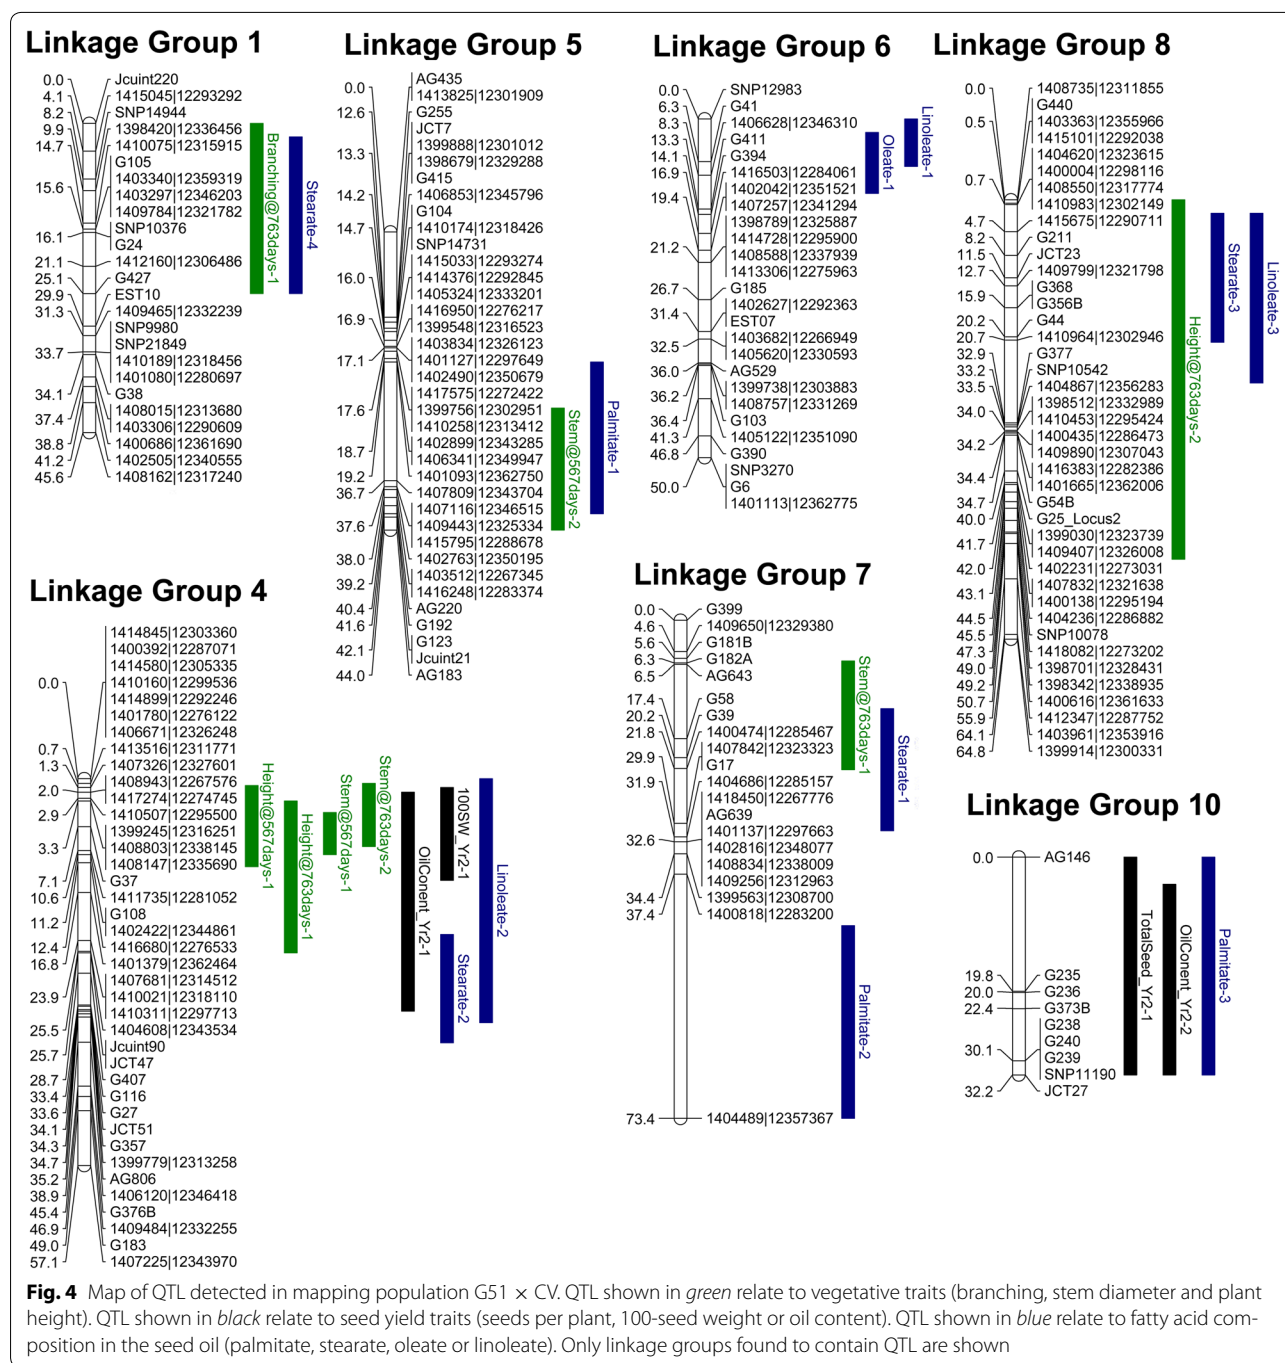 Linkage Group 1
0.0 Jcuint220
4.1 1415045|12293292
8.2 SNP14944
9.9 1398420|12336456
14.7 1410075|12315915
G105
1403340|12359319
15.6 1403297|12346203
1409784|12321782
SNP10376
16.1 G24
21.1 1412160|12306486
25.1 G427
29.9 EST10
31.3 1409465|12332239
SNP9980
33.7 SNP21849
1410189|12318456
1401080|12280697
34.1 G38
37.4 1408015|12313680
1403306|12290609
38.8 1400686|12361690
41.2 1402505|12340555
45.6 1408162|12317240
Branching@763days-1
Stearate-4
Linkage Group 5
AG435
0.0 1413825|12301909
12.6 G255
JCT7
1399888|12301012
13.3 1398679|12329288
G415
14.2 1406853|12345796
G104
14.7 1410174|12318426
SNP14731
1415033|12293274
16.0 1414376|12292845
1405324|12333201
1416950|12276217
16.9 1399548|12316523
1403834|12326123
17.1 1401127|12297649
1402490|12350679
1417575|12272422
17.6 1399756|12302951
1410258|12313412
1402899|12343285
18.7 1406341|12349947
19.2 1401093|12362750
36.7 1407809|12343704
1407116|12346515
37.6 1409443|12325334
1415795|12288678
38.0 1402763|12350195
1403512|12267345
39.2 1416248|12283374
40.4 AG220
41.6 G192
G123
42.1 Jcuint21
44.0 AG183
Stem@567days-2
Palmitate-1
Linkage Group 6
0.0 SNP12983
6.3 G41
8.3 1406628|12346310
13.3 G411
14.1 G394
16.9 1416503|12284061
1402042|12351521
19.4 1407257|12341294
1398789|12325887
1414728|12295900
21.2 1408588|12337939
1413306|12275963
26.7 G185
1402627|12292363
31.4 EST07
1403682|12266949
32.5 1405620|12330593
36.0 AG529
1399738|12303883
36.2 1408757|12331269
36.4 G103
41.3 1405122|12351090
46.8 G390
SNP3270
50.0 G6
1401113|12362775
Oleate-1
Linoleate-1
Linkage Group 8
0.0 1408735|12311855
G440
0.5 1403363|12355966
1415101|12292038
1404620|12323615
1400004|12298116
0.7 1408550|12317774
1410983|12302149
4.7 1415675|12290711
8.2 G211
11.5 JCT23
12.7 1409799|12321798
G368
15.9 G356B
20.2 G44
20.7 1410964|12302946
32.9 G377
33.2 SNP10542
33.5 1404867|12356283
1398512|12332989
34.0 1410453|12295424
1400435|12286473
34.2 1409890|12307043
1416383|12282386
34.4 1401665|12362006
34.7 G54B
40.0 G25_Locus2
1399030|12323739
41.7 1409407|12326008
42.0 1402231|12273031
1407832|12321638
43.1 1400138|12295194
44.5 1404236|12286882
45.5 SNP10078
47.3 1418082|12273202
49.0 1398701|12328431
49.2 1398342|12338935
50.7 1400616|12361633
55.9 1412347|12287752
64.1 1403961|12353916
64.8 1399914|12300331
Height@763days-2
Stearate-3
Linoleate-3
Linkage Group 4
1414845|12303360
1400392|12287071
1414580|12305335
0.0 1410160|12299536
1414899|12292246
1401780|12276122
1406671|12326248
0.7 1413516|12311771
1.3 1407326|12327601
1408943|12267576
2.0 1417274|12274745
2.9 1410507|12295500
1399245|12316251
3.3 1408803|12338145
1408147|12335690
7.1 G37
10.6 1411735|12281052
G108
11.2 1402422|12344861
12.4 1416680|12276533
16.8 1401379|12362464
1407681|12314512
23.9 1410021|12318110
1410311|12297713
25.5 1404608|12343534
Jcuint90
25.7 JCT47
28.7 G407
33.4 G116
33.6 G27
34.1 JCT51
34.3 G357
34.7 1399779|12313258
35.2 AG806
38.9 1406120|12346418
45.4 G376B
46.9 1409484|12332255
49.0 G183
57.1 1407225|12343970
Height@567days-1
Height@763days-1
Stem@567days-1
Stem@763days-2
OilConent_Yr2-1
100SW_Yr2-1
Stearate-2
Linoleate-2
Linkage Group 7
0.0 G399
4.6 1409650|12329380
5.6 G181B
6.3 G182A
6.5 AG643
17.4 G58
20.2 G39
21.8 1400474|12285467
1407842|12323323
29.9 G17
31.9 1404686|12285157
1418450|12267776
AG639
1401137|12297663
32.6 1402816|12348077
1408834|12338009
1409256|12312963
34.4 1399563|12308700
37.4 1400818|12283200
73.4 1404489|12357367
Stem@763days-1
Stearate-1
Palmitate-2
Linkage Group 10
0.0 AG146
19.8 G235
20.0 G236
22.4 G373B
G238
G240
30.1 G239
SNP11190
32.2 JCT27
TotalSeed_Yr2-1
OilConent_Yr2-2
Palmitate-3
Fig. 4 Map of QTL detected in mapping population G51 × CV. QTL shown in green relate to vegetative traits (branching, stem diameter and plant
height). QTL shown in black relate to seed yield traits (seeds per plant, 100-seed weight or oil content). QTL shown in blue relate to fatty acid com-
position in the seed oil (palmitate, stearate, oleate or linoleate). Only linkage groups found to contain QTL are shown